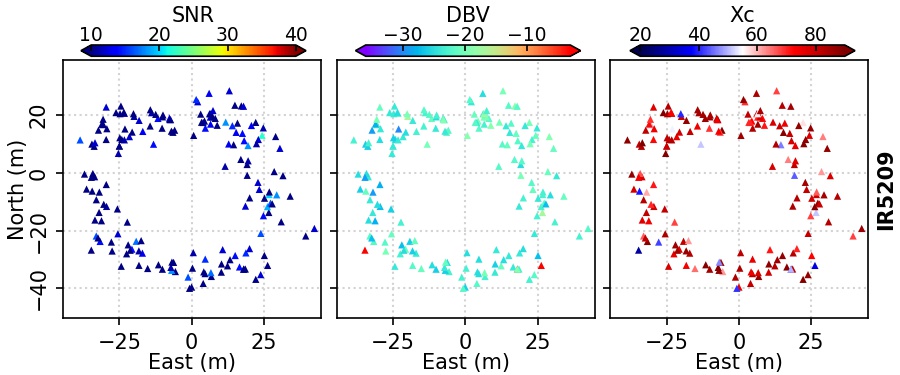 SNR DBV Xc
10 20 30 40 −30 −20 −10 20 40 60 80
20
0
−20
−40
North (m)
−25 0 25 −25 0 25 −25 0 25
East (m) East (m) East (m)
IR5209